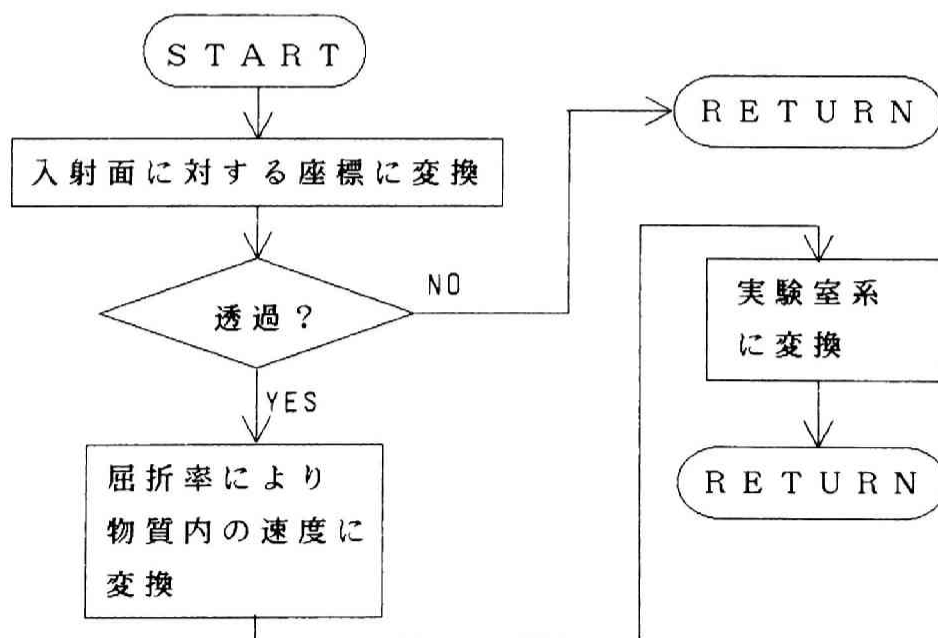 START
入射面に対する座標に変換
透過？
NO
RETURN
YES
屈折率により
物質内の速度に
変換
実験室系
に変換
RETURN